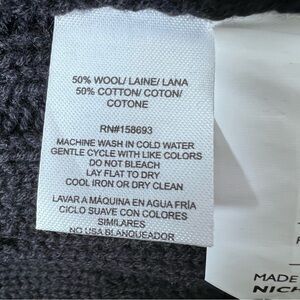 50% WOOL/ LAINE/ LANA
50% COTTON/ COTON/
COTONE
RN#158693
MACHINE WASH IN COLD WATER
GENTLE CYCLE WITH LIKE COLORS
DO NOT BLEACH
LAY FLAT TO DRY
COOL IRON or DRY CLEAN
LAVAR A MÁQUINA EN AGUA FRÍA
CICLO SUAVE CON COLORES
SIMILARES
NO USA BLANQUEADOR
MADE
NICH